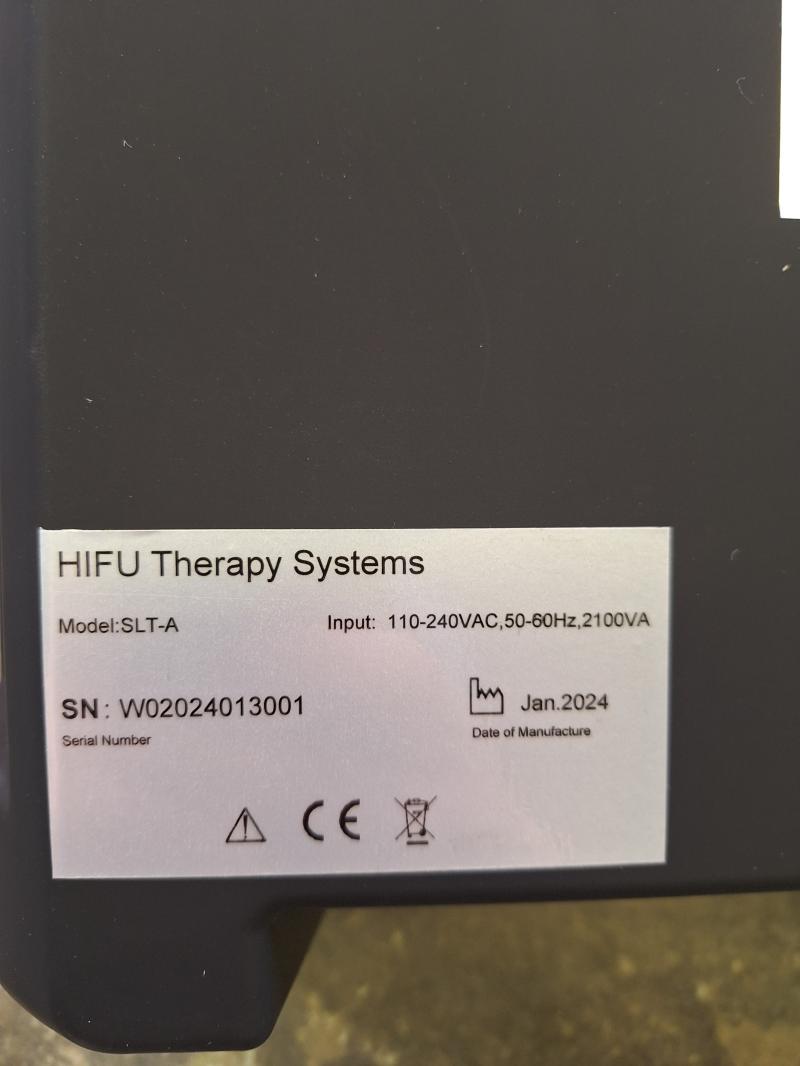 HIFU Therapy Systems
Model:SLT-A
Input: 110-240VAC,50-60Hz,2100VA
SN: W02024013001
Serial Number
Jan.2024
Date of Manufacture
CE